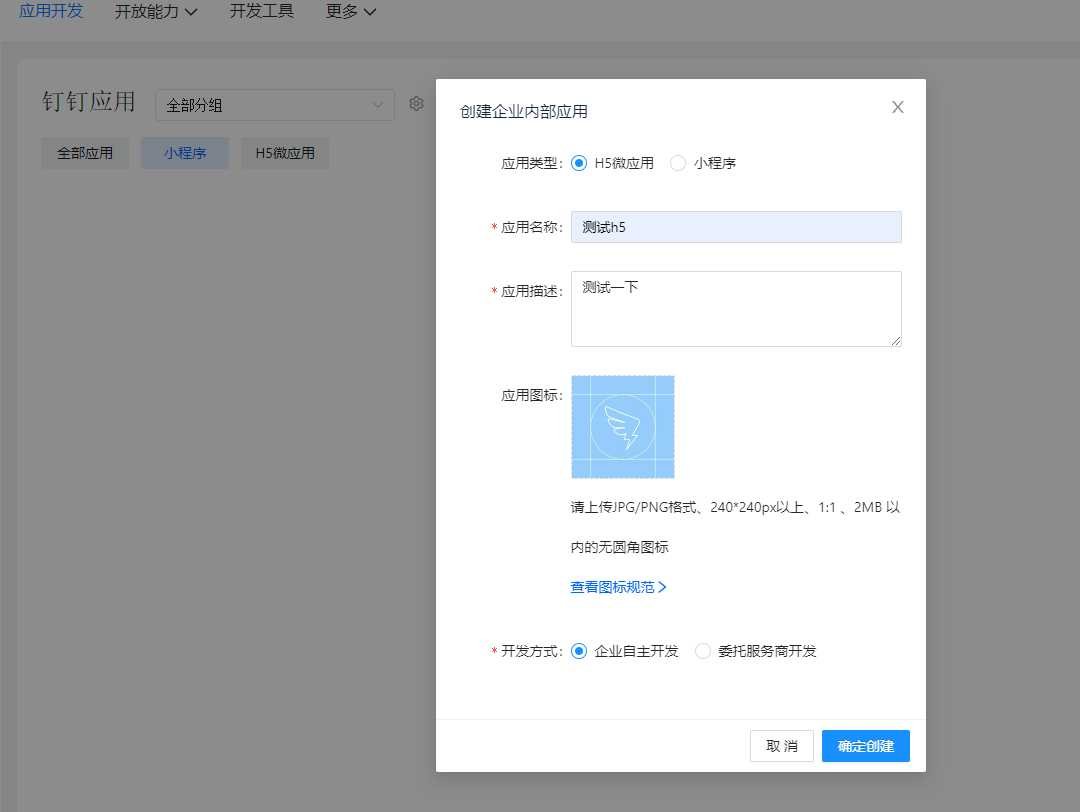 应用开发 开放能力 开发工具 更多
钉钉应用 全部分组
全部应用 小程序 H5微应用
创建企业内部应用
应用类型: H5微应用 小程序
* 应用名称: 测试h5
* 应用描述: 测试一下
应用图标:
请上传JPG/PNG格式、240*240px以上、1:1 、2MB 以
内的无圆角图标
查看图标规范
* 开发方式: 企业自主开发 委托服务商开发
取 消 确定创建